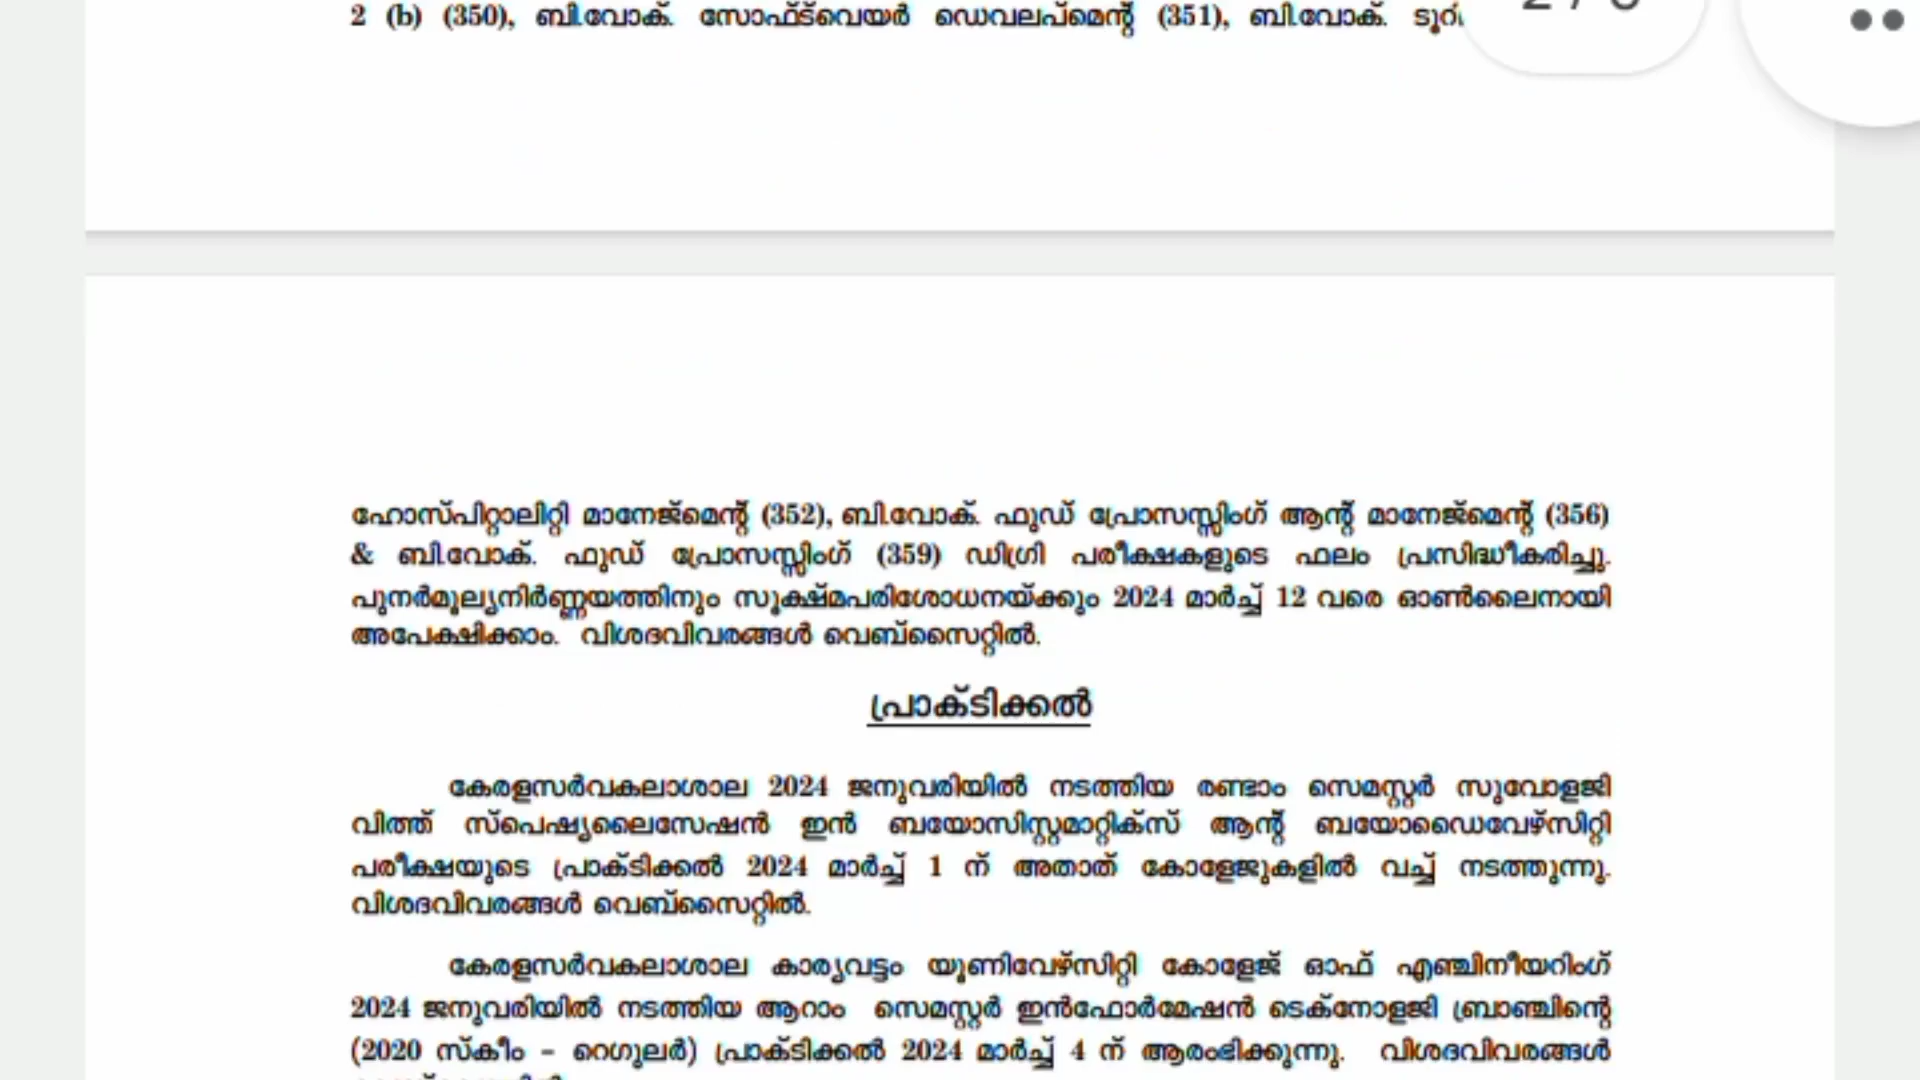 2 (b) (350), ബി.വോക്. സോഫ്ട്‌വെയർ ഡെവലപ്മെന്റ് (351), ബി.വോക്.
ഹോസ്പിറ്റാലിറ്റി മാനേജ്മെന്റ് (352), ബി.വോക്. ഫുഡ് പ്രോസസ്സിംഗ് ആന്റ് മാനേജ്മെന്റ് (356)
& ബി.വോക്. ഫുഡ് പ്രോസസ്സിംഗ് (359) ഡിഗ്രി പരീക്ഷകളുടെ ഫലം പ്രസിദ്ധീകരിച്ചു.
പുനർമൂല്യനിർണ്ണയത്തിനും സൂക്ഷ്മപരിശോധനയ്ക്കും 2024 മാർച്ച് 12 വരെ ഓൺലൈനായി
അപേക്ഷിക്കാം. വിശദവിവരങ്ങൾ വെബ്സൈറ്റിൽ.
പ്രാക്ടിക്കൽ
കേരളസർവകലാശാല 2024 ജനുവരിയിൽ നടത്തിയ രണ്ടാം സെമസ്റ്റർ സുവോളജി
വിത്ത് സ്പെഷ്യലൈസേഷൻ ഇൻ ബയോസിസ്റ്റമാറ്റിക്സ് ആന്റ് ബയോഡൈവേഴ്സിറ്റി
പരീക്ഷയുടെ പ്രാക്ടിക്കൽ 2024 മാർച്ച് 1 ന് അതാത് കോളേജുകളിൽ വച്ച് നടത്തുന്നു.
വിശദവിവരങ്ങൾ വെബ്സൈറ്റിൽ.
കേരളസർവകലാശാല കാര്യവട്ടം യൂണിവേഴ്സിറ്റി കോളേജ് ഓഫ് എഞ്ചിനീയറിംഗ്
2024 ജനുവരിയിൽ നടത്തിയ ആറാം സെമസ്റ്റർ ഇൻഫോർമേഷൻ ടെക്നോളജി ബ്രാഞ്ചിന്റെ
(2020 സ്കീം - റെഗുലർ) പ്രാക്ടിക്കൽ 2024 മാർച്ച് 4 ന് ആരംഭിക്കുന്നു. വിശദവിവരങ്ങൾ